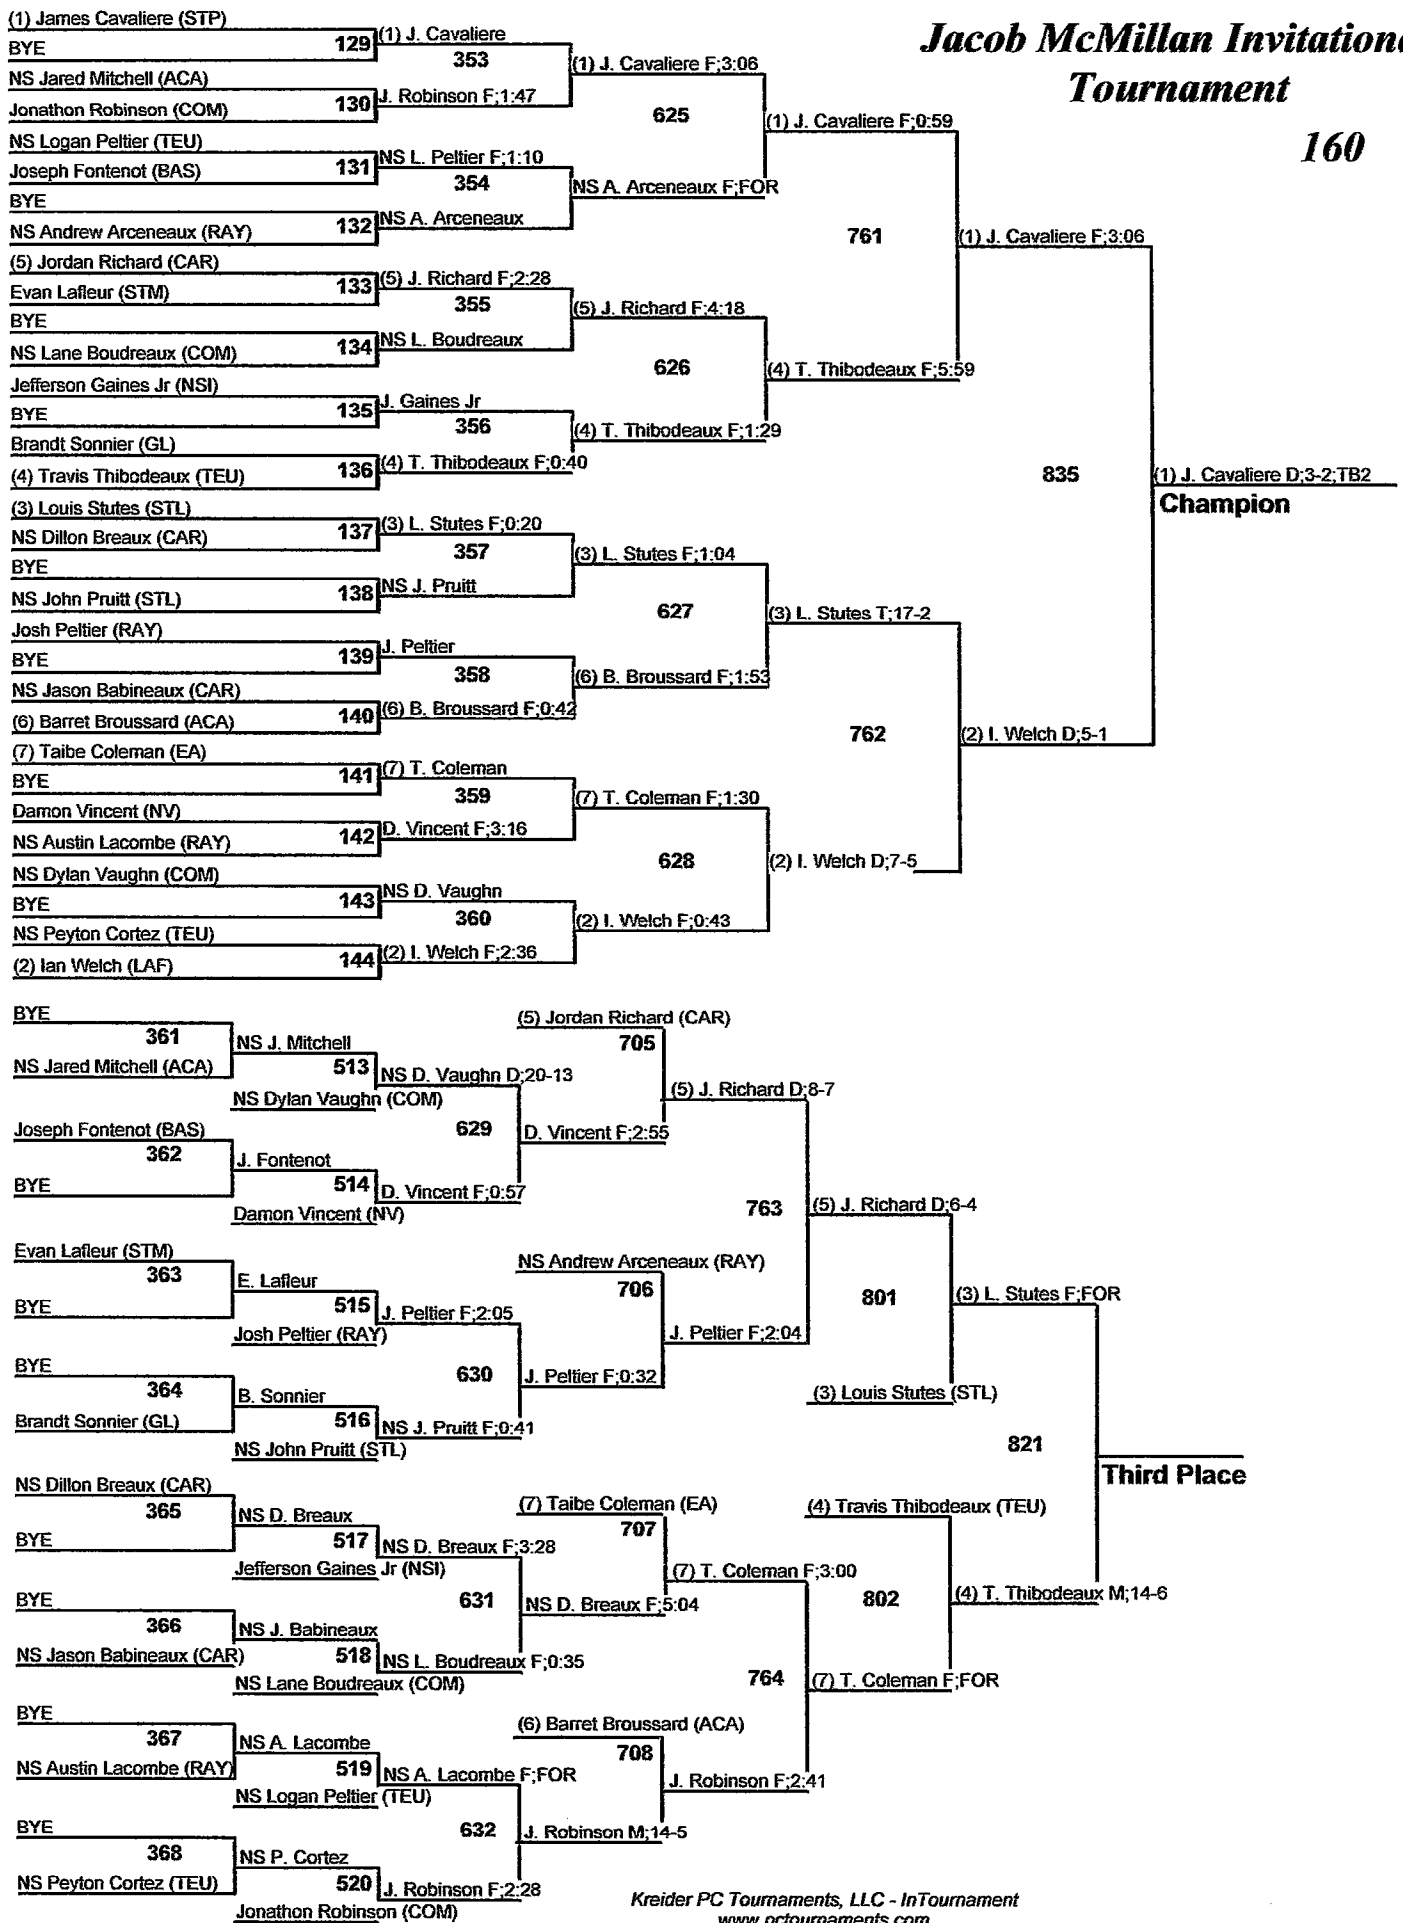 Jacob McMillan Invitationa
Tournament
160
(1) James Cavaliere (STP)
BYE
129
(1) J. Cavaliere
353
NS Jared Mitchell (ACA)
Jonathon Robinson (COM)
130
J. Robinson F;1:47
(1) J. Cavaliere F;3:06
625
NS Logan Peltier (TEU)
Joseph Fontenot (BAS)
131
NS L. Peltier F;1:10
354
BYE
NS Andrew Arceneaux (RAY)
132
NS A. Arceneaux
NS A. Arceneaux F;FOR
(1) J. Cavaliere F;0:59
761
(5) Jordan Richard (CAR)
Evan Lafleur (STM)
133
(5) J. Richard F;2:28
355
BYE
NS Lane Boudreaux (COM)
134
NS L. Boudreaux
(5) J. Richard F;4:18
626
Jefferson Gaines Jr (NSI)
BYE
135
J. Gaines Jr
356
Brandt Sonnier (GL)
(4) Travis Thibodeaux (TEU)
136
(4) T. Thibodeaux F;0:40
(4) T. Thibodeaux F;1:29
(4) T. Thibodeaux F;5:59
(1) J. Cavaliere F;3:06
835
(1) J. Cavaliere D;3-2;TB2
Champion
(3) Louis Stutes (STL)
NS Dillon Breaux (CAR)
137
(3) L. Stutes F;0:20
357
BYE
NS John Pruitt (STL)
138
NS J. Pruitt
(3) L. Stutes F;1:04
627
Josh Peltier (RAY)
BYE
139
J. Peltier
358
NS Jason Babineaux (CAR)
(6) Barret Broussard (ACA)
140
(6) B. Broussard F;0:42
(6) B. Broussard F;1:53
(3) L. Stutes T;17-2
762
(7) Taibe Coleman (EA)
BYE
141
(7) T. Coleman
359
Damon Vincent (NV)
NS Austin Lacombe (RAY)
142
D. Vincent F;3:16
(7) T. Coleman F;1:30
628
NS Dylan Vaughn (COM)
BYE
143
NS D. Vaughn
360
NS Peyton Cortez (TEU)
(2) Ian Welch (LAF)
144
(2) I. Welch F;2:36
(2) I. Welch F;0:43
(2) I. Welch D;7-5
(2) I. Welch D;5-1
BYE
361
NS Jared Mitchell (ACA)
NS J. Mitchell
513
NS Dylan Vaughn (COM)
NS D. Vaughn D;20-13
629
Joseph Fontenot (BAS)
362
BYE
J. Fontenot
514
Damon Vincent (NV)
D. Vincent F;0:57
(5) Jordan Richard (CAR)
705
D. Vincent F;2:55
(5) J. Richard D;8-7
763
Evan Lafleur (STM)
363
BYE
E. Lafleur
515
Josh Peltier (RAY)
J. Peltier F;2:05
630
BYE
364
Brandt Sonnier (GL)
B. Sonnier
516
NS John Pruitt (STL)
NS J. Pruitt F;0:41
NS Andrew Arceneaux (RAY)
706
J. Peltier F;0:32
J. Peltier F;2:04
(5) J. Richard D;6-4
801
(3) Louis Stutes (STL)
(3) L. Stutes F;FOR
821
Third Place
NS Dillon Breaux (CAR)
365
BYE
NS D. Breaux
517
Jefferson Gaines Jr (NSI)
NS D. Breaux F;3:28
631
BYE
366
NS Jason Babineaux (CAR)
NS J. Babineaux
518
NS Lane Boudreaux (COM)
NS L. Boudreaux F;0:35
(7) Taibe Coleman (EA)
707
NS D. Breaux F;5:04
(7) T. Coleman F;3:00
764
(4) Travis Thibodeaux (TEU)
802
(7) T. Coleman F;FOR
(4) T. Thibodeaux M;14-6
BYE
367
NS Austin Lacombe (RAY)
NS A. Lacombe
519
NS Logan Peltier (TEU)
NS A. Lacombe F;FOR
632
BYE
368
NS Peyton Cortez (TEU)
NS P. Cortez
520
Jonathon Robinson (COM)
J. Robinson F;2:28
(6) Barret Broussard (ACA)
708
J. Robinson M;14-5
J. Robinson F;2:41
Kreider PC Tournaments, LLC - InTournament
www.pctournaments.com